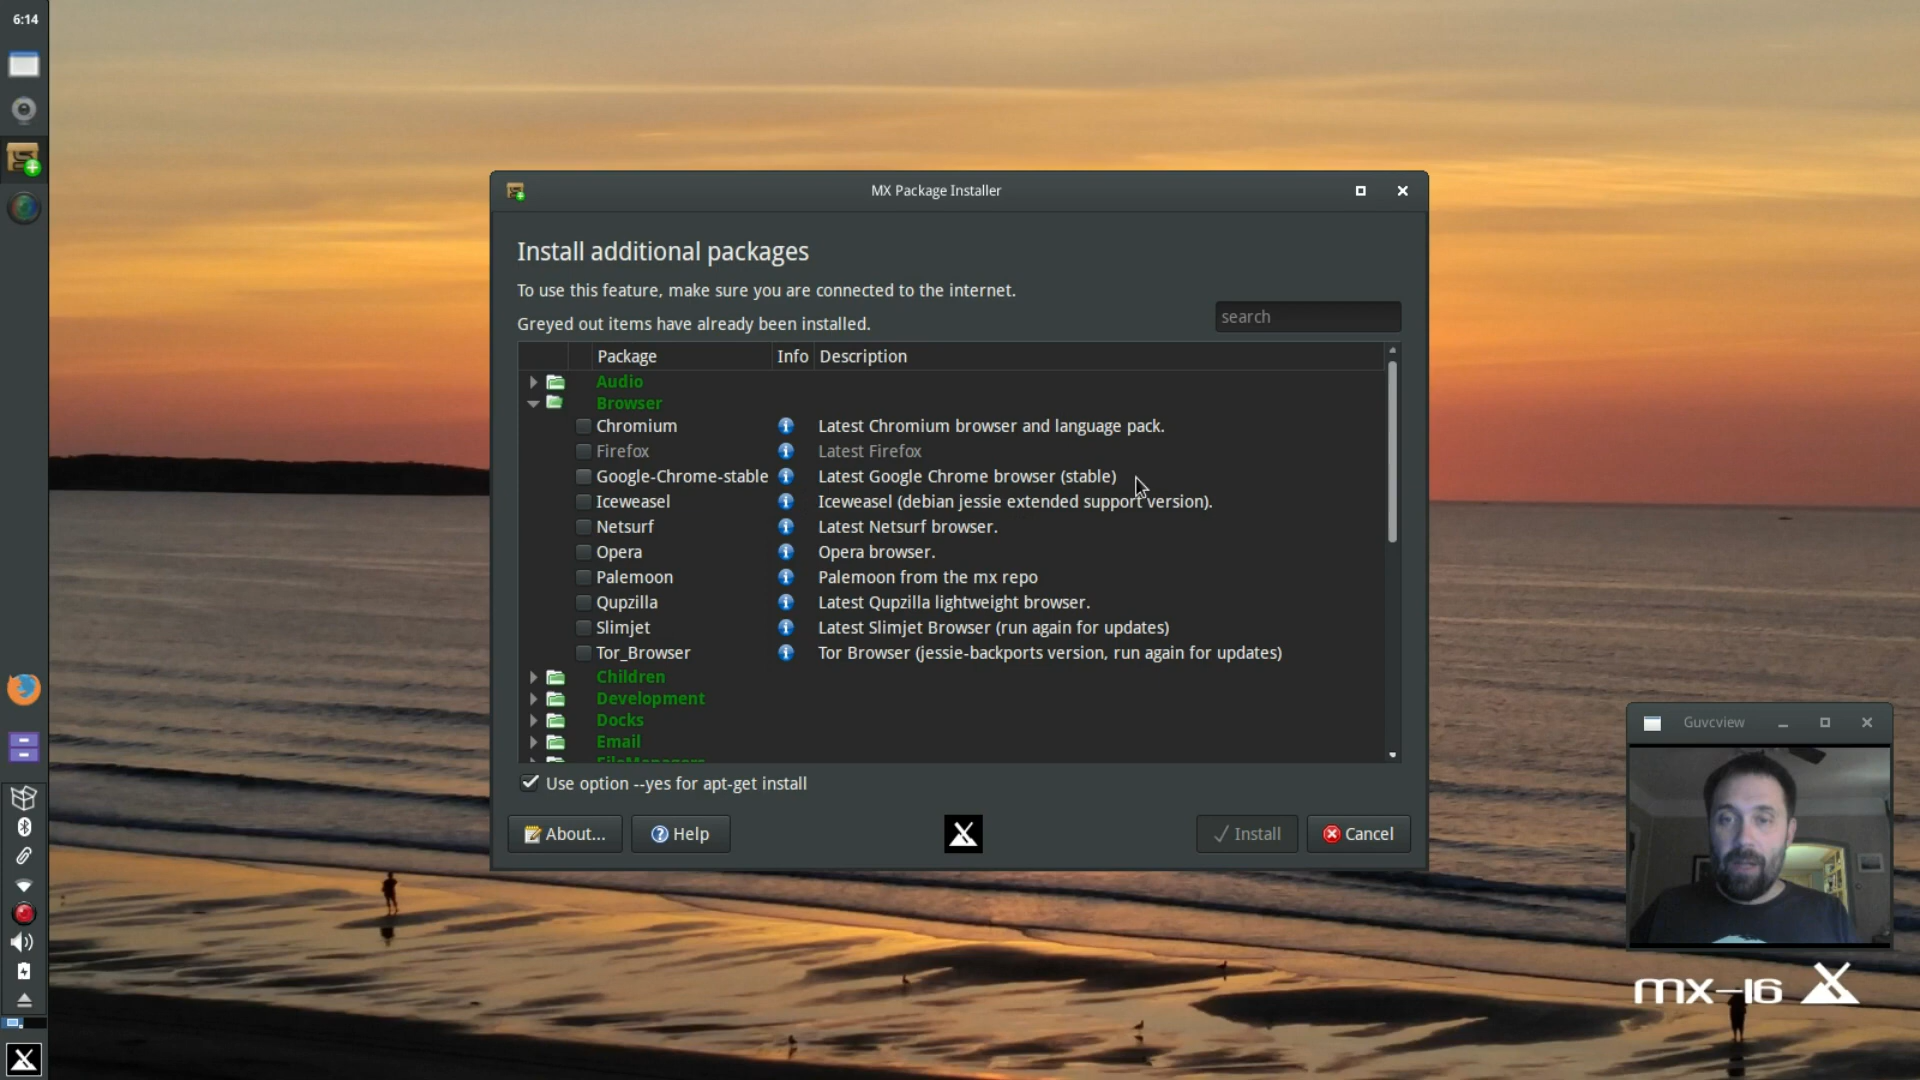 6:14
MX Package Installer
Install additional packages
To use this feature, make sure you are connected to the internet.
Greyed out items have already been installed.
search
Package Info Description
Audio
Browser
Chromium Latest Chromium browser and language pack.
Firefox Latest Firefox
Google-Chrome-stable Latest Google Chrome browser (stable)
Iceweasel Iceweasel (debian jessie extended support version).
Netsurf Latest Netsurf browser.
Opera Opera browser.
Palemoon Palemoon from the mx repo
Qupzilla Latest Qupzilla lightweight browser.
Slimjet Latest Slimjet Browser (run again for updates)
Tor_Browser Tor Browser (jessie-backports version, run again for updates)
Children
Development
Docks
Email
FileManagers
Use option --yes for apt-get install
About... Help Install Cancel
Guvcview
mx-16